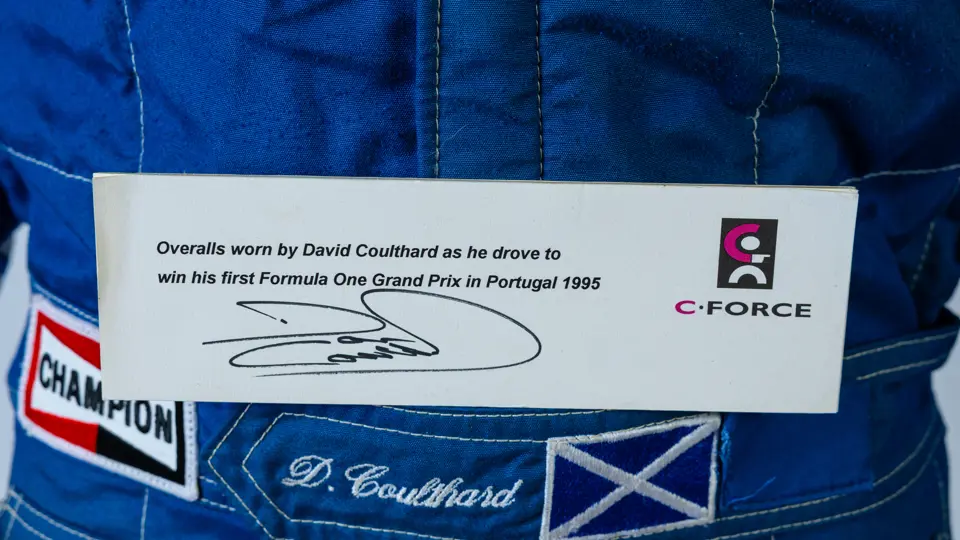 Overalls worn by David Coulthard as he drove to
win his first Formula One Grand Prix in Portugal 1995
C·FORCE
CHAMPION
D. Coulthard